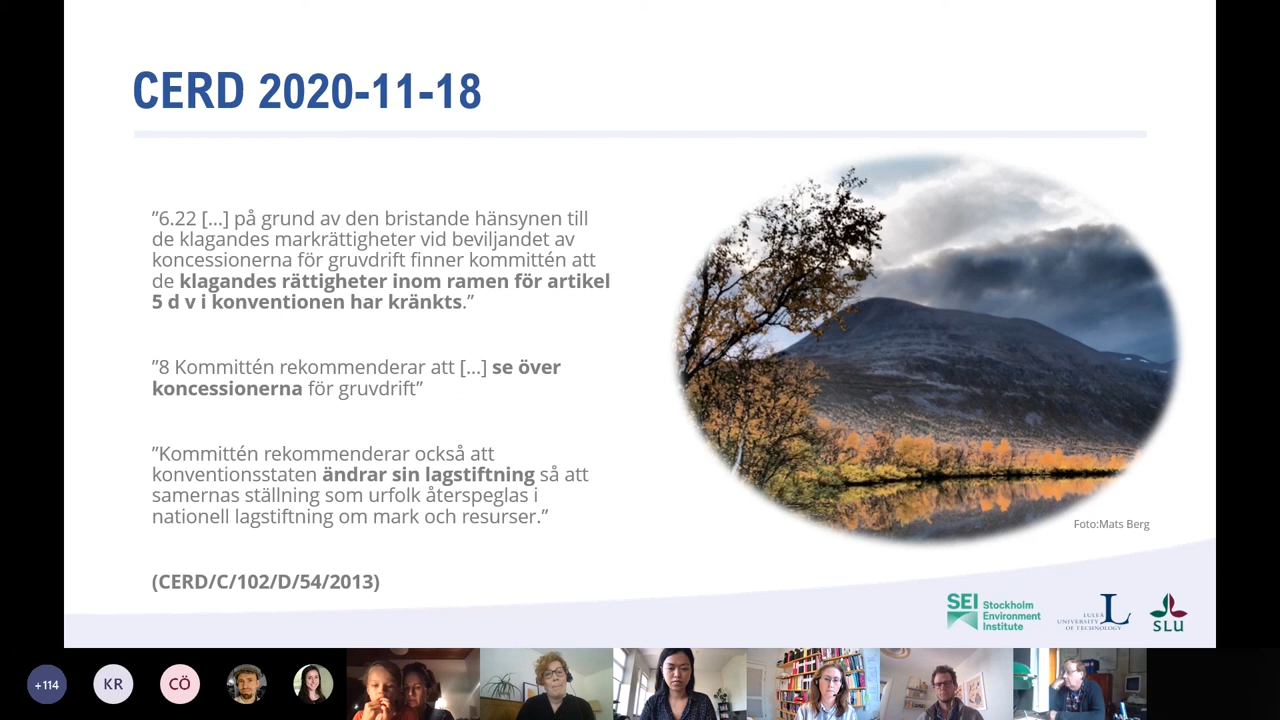 CERD 2020-11-18
”6.22 [...] på grund av den bristande hänsynen till
de klagandes markrättigheter vid beviljandet av
koncessionerna för gruvdrift finner kommittén att
de klagandes rättigheter inom ramen för artikel
5 d v i konventionen har kränkts.”
”8 Kommittén rekommenderar att [...] se över
koncessionerna för gruvdrift”
”Kommittén rekommenderar också att
konventionsstaten ändrar sin lagstiftning så att
samernas ställning som urfolk återspeglas i
nationell lagstiftning om mark och resurser.”
(CERD/C/102/D/54/2013)
Foto:Mats Berg
SEI Stockholm
Environment
Institute
LULEÅ
UNIVERSITY
OF TECHNOLOGY
L
SLU
+114
KR
CÖ